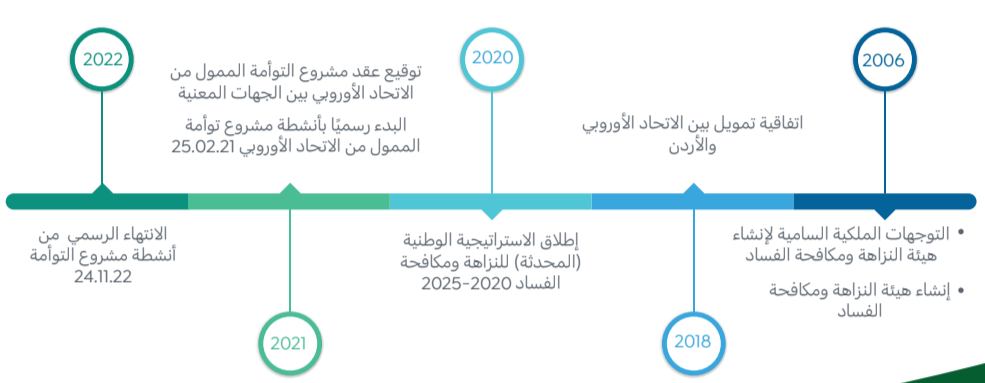 2006
• التوجهات الملكية السامية لإنشاء
هيئة النزاهة ومكافحة الفساد
• إنشاء هيئة النزاهة ومكافحة
الفساد
اتفاقية تمويل بين الاتحاد الأوروبي
والأردن
2018
2020
إطلاق الاستراتيجية الوطنية
(المحدثة) للنزاهة ومكافحة
الفساد 2020-2025
توقيع عقد مشروع التوأمة الممول من
الاتحاد الأوروبي بين الجهات المعنية
البدء رسميًا بأنشطة مشروع توأمة
الممول من الاتحاد الأوروبي 25.02.21
2021
2022
الانتهاء الرسمي من
أنشطة مشروع التوأمة
24.11.22